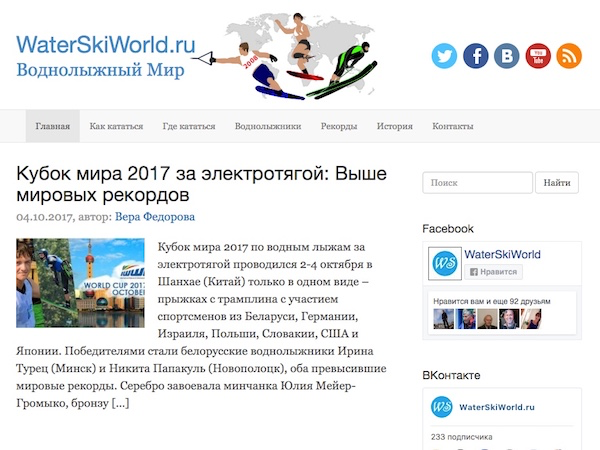 WaterSkiWorld.ru
Воднолыжный Мир
2008
You
Tube
Главная Как кататься Где кататься Воднолыжники Рекорды История Контакты
Кубок мира 2017 за электротягой: Выше
мировых рекордов
04.10.2017, автор: Вера Федорова
WORLD CUP 2017
OCTOBER
Кубок мира 2017 по водным лыжам за
электротягой проводился 2-4 октября в
Шанхае (Китай) только в одном виде –
прыжках с трамплина с участием
спортсменов из Беларуси, Германии,
Израиля, Польши, Словакии, США и
Японии. Победителями стали белорусские воднолыжники Ирина
Турец (Минск) и Никита Папакуль (Новополоцк), оба превысившие
мировые рекорды. Серебро завоевала минчанка Юлия Мейер-
Громыко, бронзу [...]
Поиск Найти
Facebook
WS WaterSkiWorld
Нравится
Нравится вам и еще 92 друзьям
ВКонтакте
WS WaterSkiWorld.ru
233 подписчика